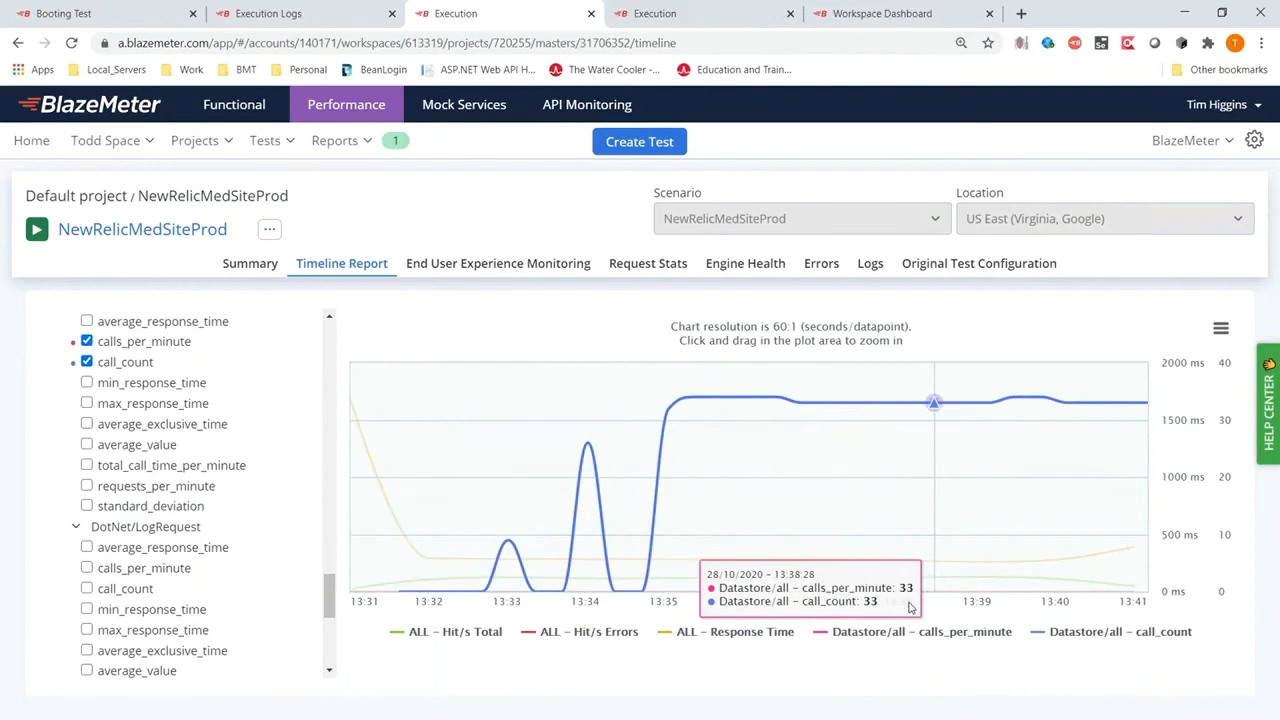 Booting Test
Execution Logs
Execution
Execution
Workspace Dashboard
a.blazemeter.com/app/#/accounts/140171/workspaces/613319/projects/720255/masters/31706352/timeline
Apps
Local_Servers
Work
BMT
Personal
BeanLogin
ASP.NET Web API H...
The Water Cooler -...
Education and Train...
Other bookmarks
BlazeMeter
Functional
Performance
Mock Services
API Monitoring
Tim Higgins
Home
Todd Space
Projects
Tests
Reports
1
Create Test
BlazeMeter
Default project / NewRelicMedSiteProd
NewRelicMedSiteProd
...
Scenario
NewRelicMedSiteProd
Location
US East (Virginia, Google)
Summary
Timeline Report
End User Experience Monitoring
Request Stats
Engine Health
Errors
Logs
Original Test Configuration
average_response_time
calls_per_minute
call_count
min_response_time
max_response_time
average_exclusive_time
average_value
total_call_time_per_minute
requests_per_minute
standard_deviation
DotNet/LogRequest
average_response_time
calls_per_minute
call_count
min_response_time
max_response_time
average_exclusive_time
average_value
Chart resolution is 60:1 (seconds/datapoint).
Click and drag in the plot area to zoom in
2000 ms 40
1500 ms 30
1000 ms 20
500 ms 10
0 ms 0
28/10/2020 - 13:38:28
Datastore/all - calls_per_minute: 33
Datastore/all - call_count: 33
13:31 13:32 13:33 13:34 13:35 13:39 13:40 13:41
ALL - Hit/s Total
ALL - Hit/s Errors
ALL - Response Time
Datastore/all - calls_per_minute
Datastore/all - call_count
HELP CENTER